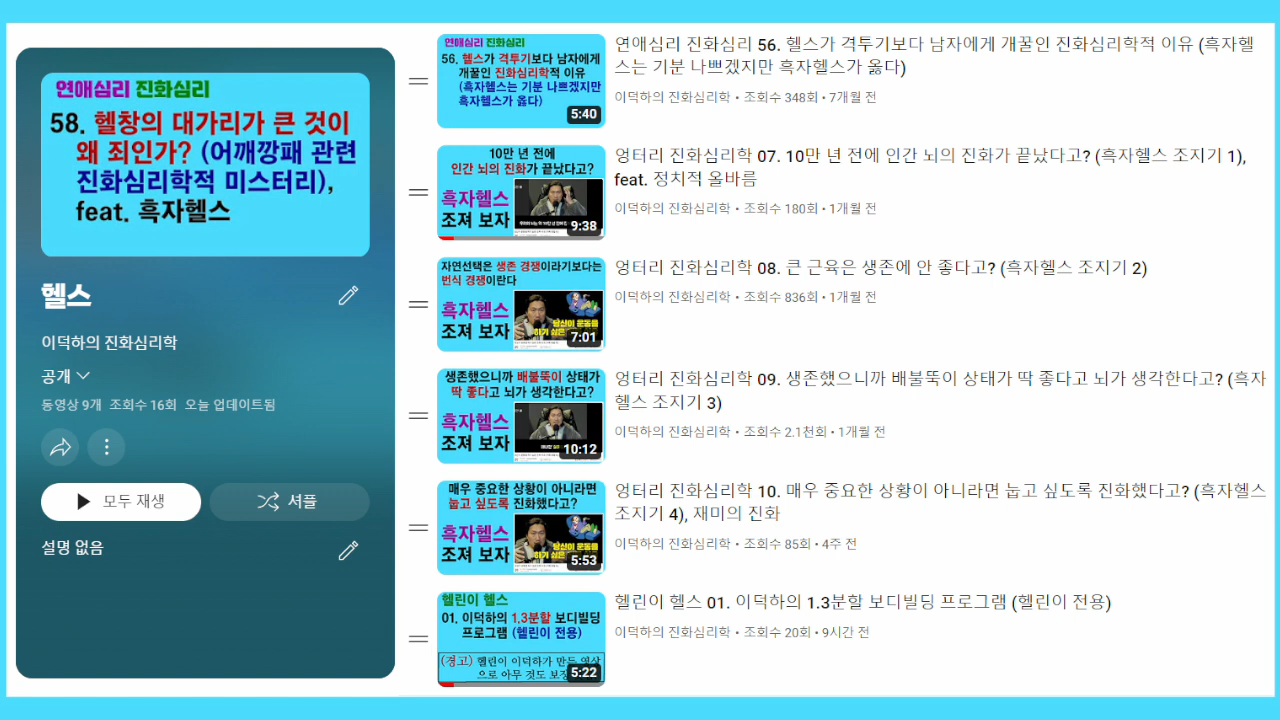 연애심리 진화심리
58. 헬창의 대가리가 큰 것이
왜 죄인가? (어깨깡패 관련
진화심리학적 미스터리),
feat. 흑자헬스
헬스
이덕하의 진화심리학
공개
동영상 9개 조회수 16회 오늘 업데이트됨
모두 재생
셔플
설명 없음
연애심리 진화심리
56. 헬스가 격투기보다 남자에게
개꿀인 진화심리학적 이유
(흑자헬스는 기분 나쁘겠지만
흑자헬스가 옳다)
5:40
연애심리 진화심리 56. 헬스가 격투기보다 남자에게 개꿀인 진화심리학적 이유 (흑자헬
스는 기분 나쁘겠지만 흑자헬스가 옳다)
이덕하의 진화심리학 • 조회수 348회 • 7개월 전
10만 년 전에
인간 뇌의 진화가 끝났다고?
흑자헬스
조져 보자
9:38
엉터리 진화심리학 07. 10만 년 전에 인간 뇌의 진화가 끝났다고? (흑자헬스 조지기 1),
feat. 정치적 올바름
이덕하의 진화심리학 • 조회수 180회 • 1개월 전
자연선택은 생존 경쟁이라기보다는
번식 경쟁이란다
흑자헬스
조져 보자
당신이 운동을
하기 싫은
7:01
엉터리 진화심리학 08. 큰 근육은 생존에 안 좋다고? (흑자헬스 조지기 2)
이덕하의 진화심리학 • 조회수 836회 • 1개월 전
생존했으니까 배불뚝이 상태가
딱 좋다고 뇌가 생각한다고?
흑자헬스
조져 보자
10:12
엉터리 진화심리학 09. 생존했으니까 배불뚝이 상태가 딱 좋다고 뇌가 생각한다고? (흑자
헬스 조지기 3)
이덕하의 진화심리학 • 조회수 2.1천회 • 1개월 전
매우 중요한 상황이 아니라면
눕고 싶도록 진화했다고?
흑자헬스
조져 보자
당신이 운동을
하기 싫은
5:53
엉터리 진화심리학 10. 매우 중요한 상황이 아니라면 눕고 싶도록 진화했다고? (흑자헬스
조지기 4), 재미의 진화
이덕하의 진화심리학 • 조회수 85회 • 4주 전
헬린이 헬스
01. 이덕하의 1.3분할 보디빌딩
프로그램 (헬린이 전용)
(경고) 헬린이 이덕하가 만든 영상
으로 아무 것도 보장
5:22
헬린이 헬스 01. 이덕하의 1.3분할 보디빌딩 프로그램 (헬린이 전용)
이덕하의 진화심리학 • 조회수 20회 • 9시간 전